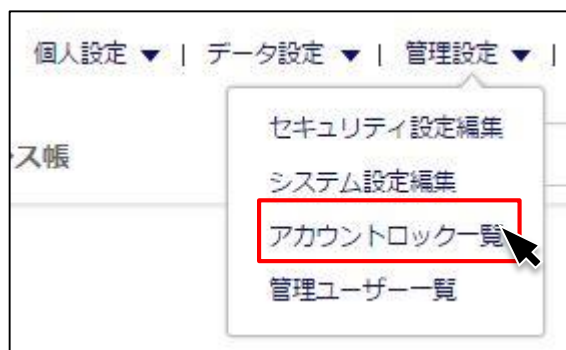 個人設定 ▼ | データ設定 ▼ | 管理設定 ▼ |
セキュリティ設定編集
ス帳
システム設定編集
アカウントロック一覧
管理ユーザー一覧